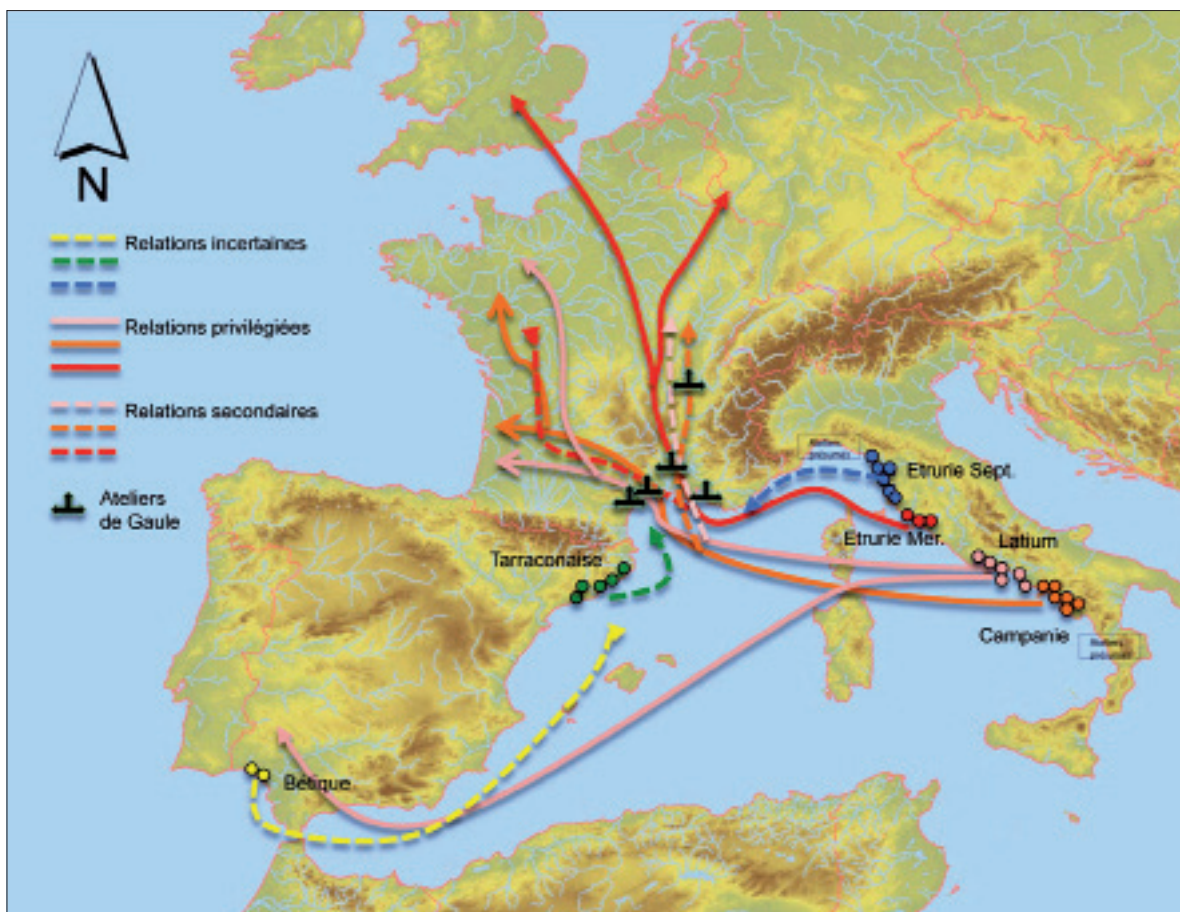 N
Relations incertaines
Relations privilégiées
Relations secondaires
Ateliers
de Gaule
Etrurie Sept.
Etrurie Mer.
Latium
Tarraconaise
Campanie
Bétique